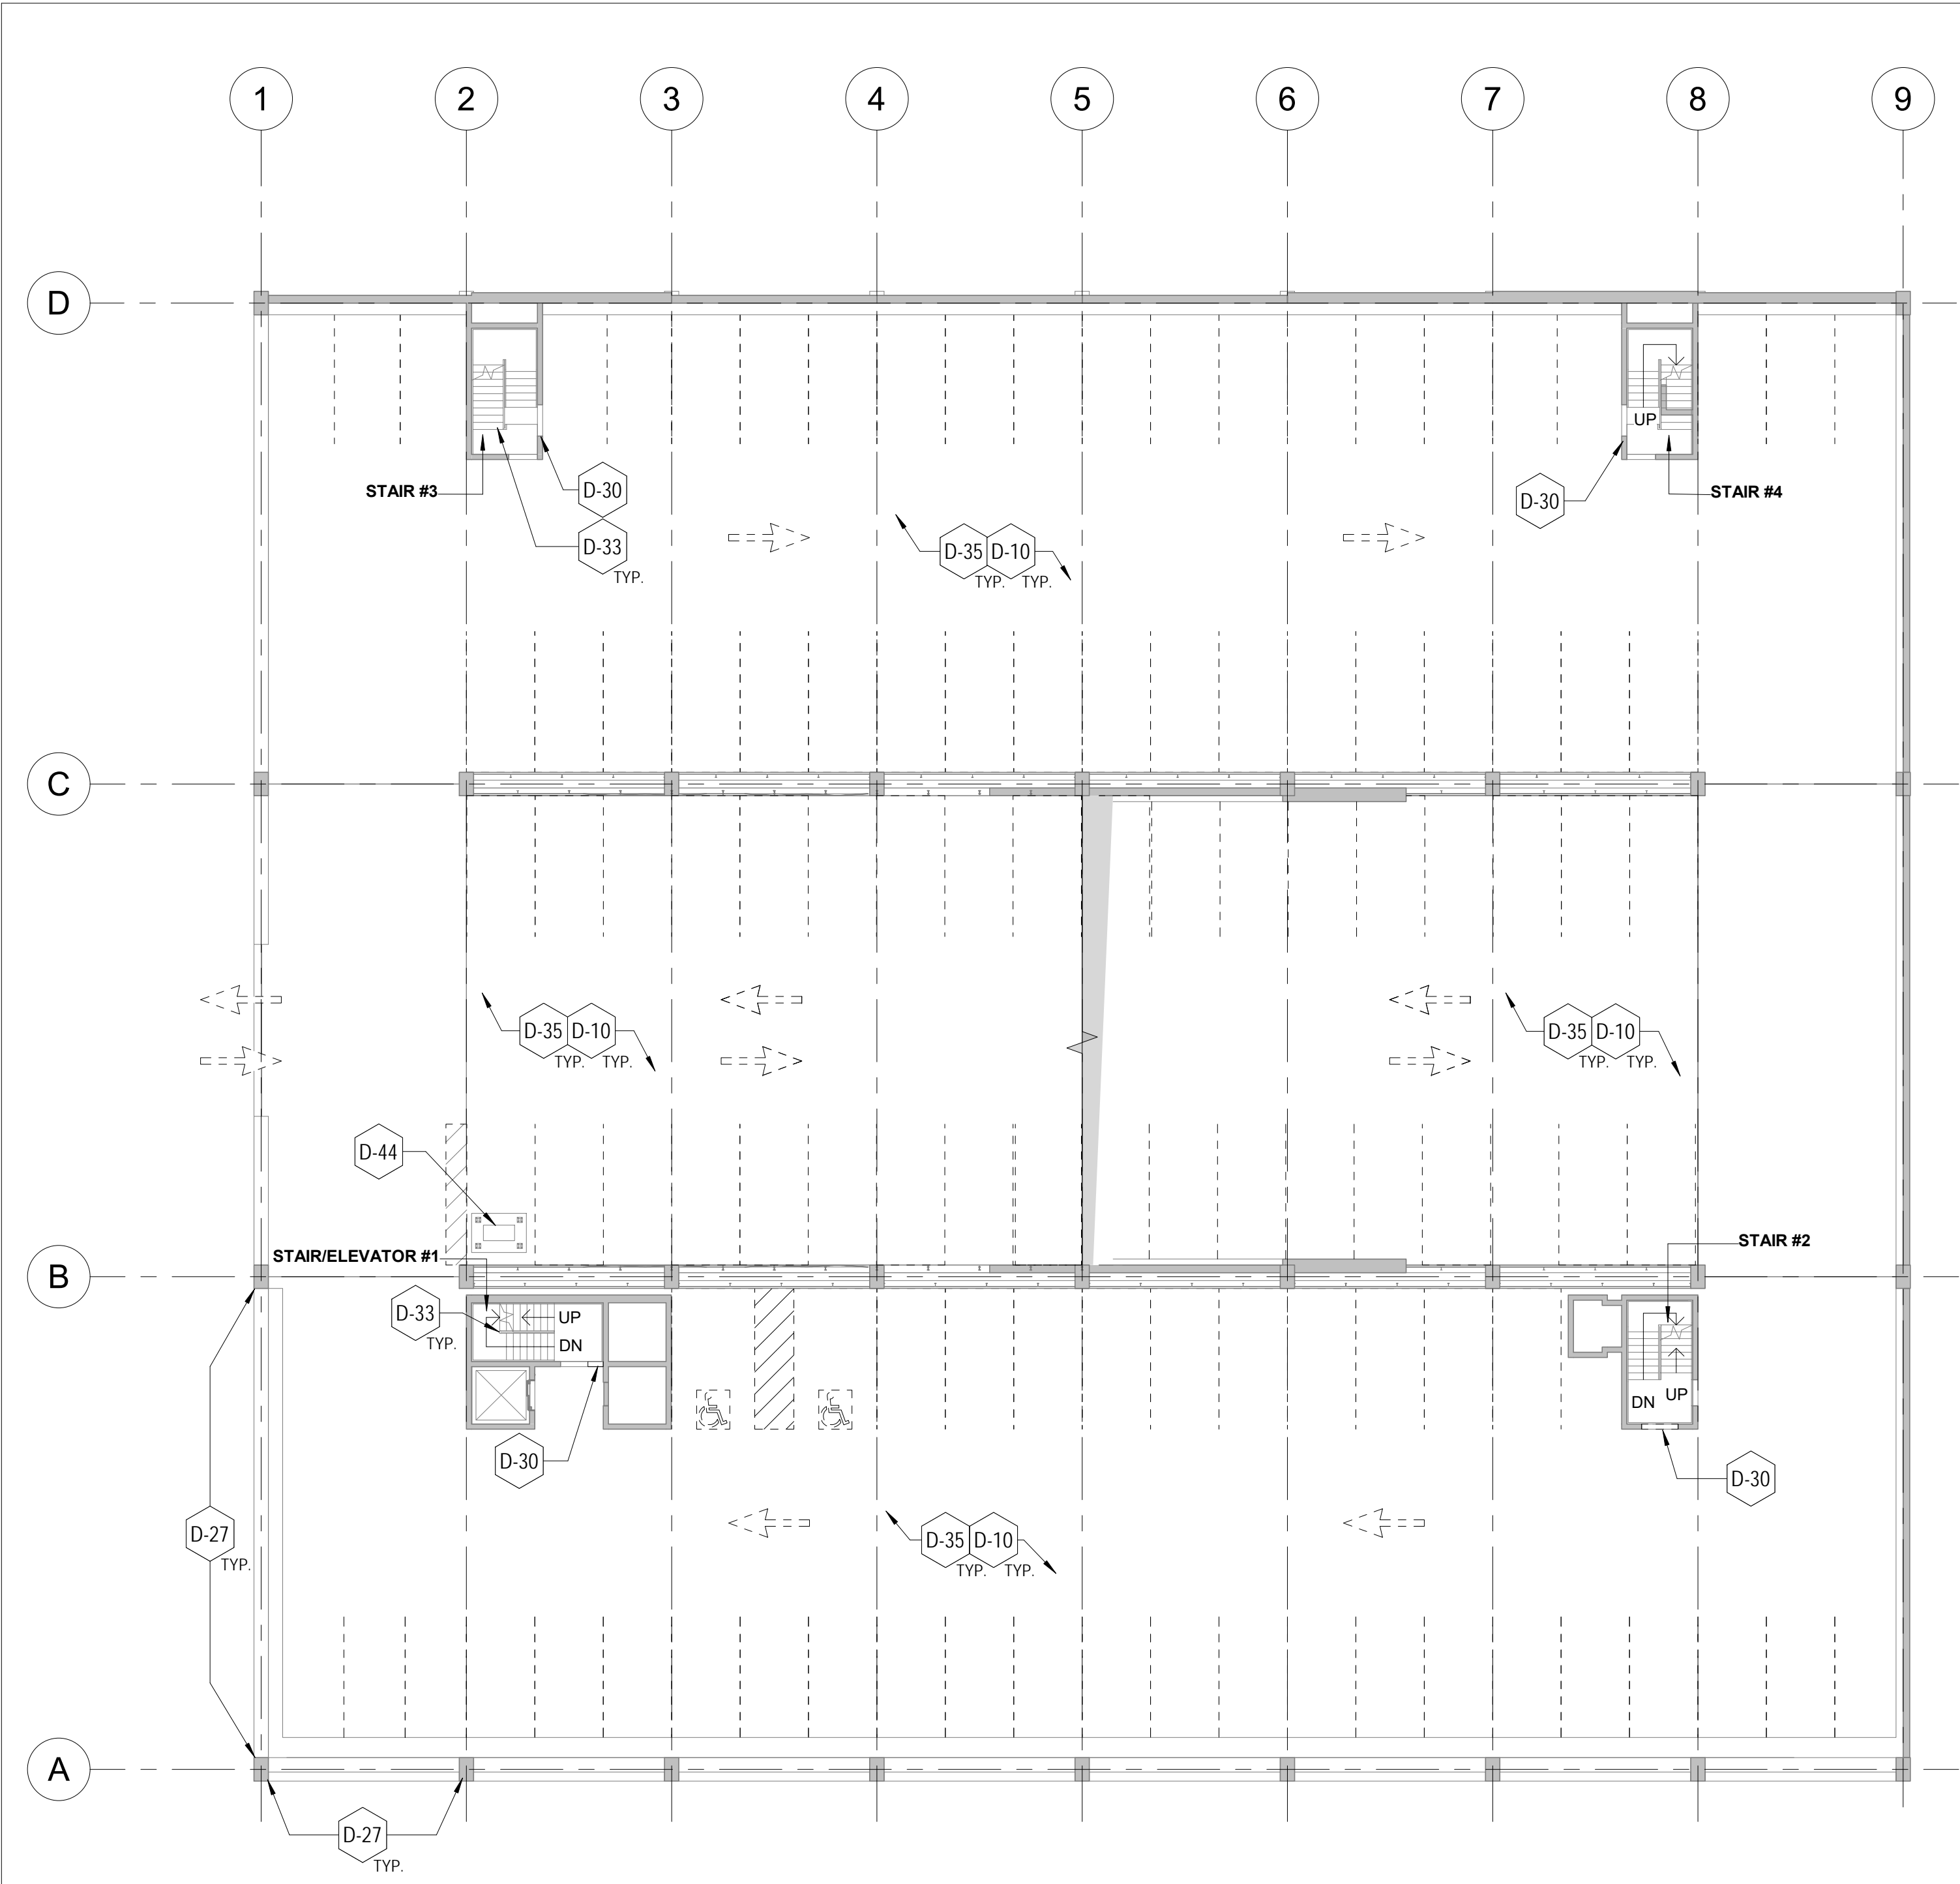 1 2 3 4 5 6 7 8 9
D
UP
STAIR #3
D-30
D-30
STAIR #4
D-33
TYP.
D-35 D-10
TYP. TYP.
C
D-35 D-10
TYP. TYP.
D-35 D-10
TYP. TYP.
D-44
STAIR/ELEVATOR #1
STAIR #2
B
D-33
TYP.
UP
DN
DN UP
D-30
D-30
D-27
TYP.
D-35 D-10
TYP. TYP.
A
D-27
TYP.